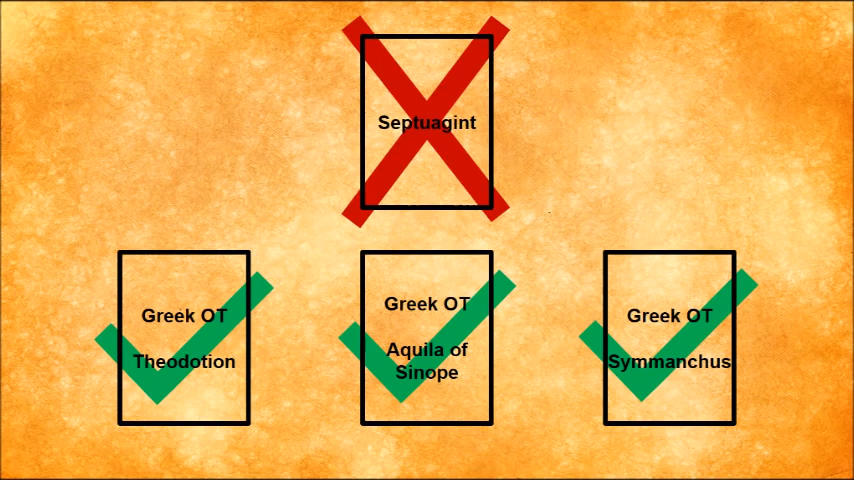 Septuagint
Greek OT
Theodotion
Greek OT
Aquila of
Sinope
Greek OT
Symmanchus